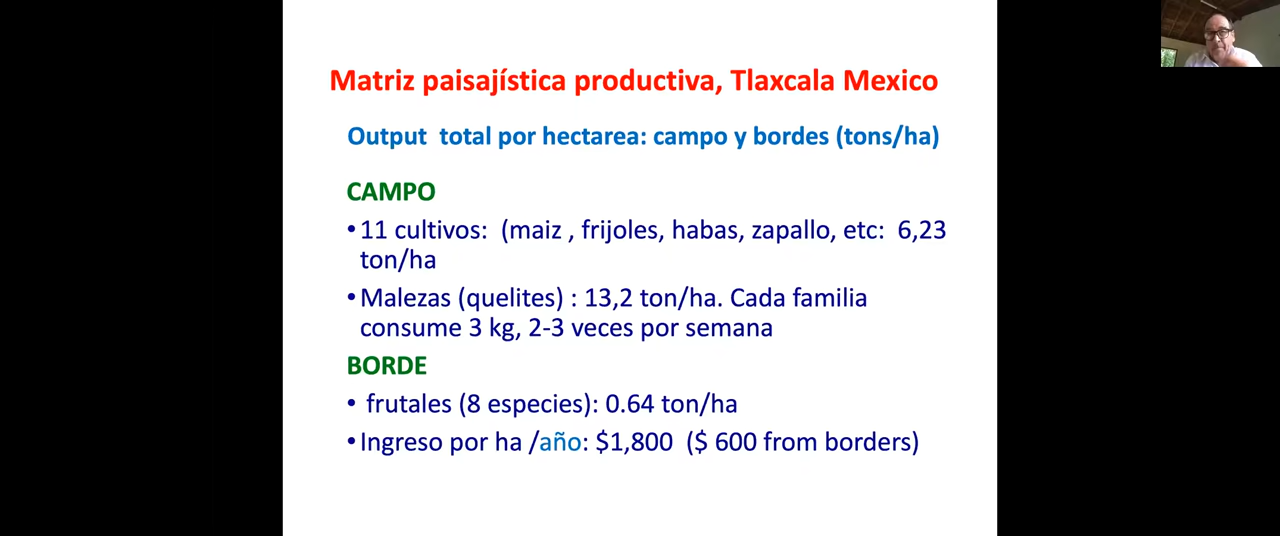 Matriz paisajística productiva, Tlaxcala Mexico
Output total por hectarea: campo y bordes (tons/ha)
CAMPO
•11 cultivos: (maiz , frijoles, habas, zapallo, etc: 6,23
ton/ha
•Malezas (quelites) : 13,2 ton/ha. Cada familia
consume 3 kg, 2-3 veces por semana
BORDE
• frutales (8 especies): 0.64 ton/ha
•Ingreso por ha /año: $1,800 ($ 600 from borders)